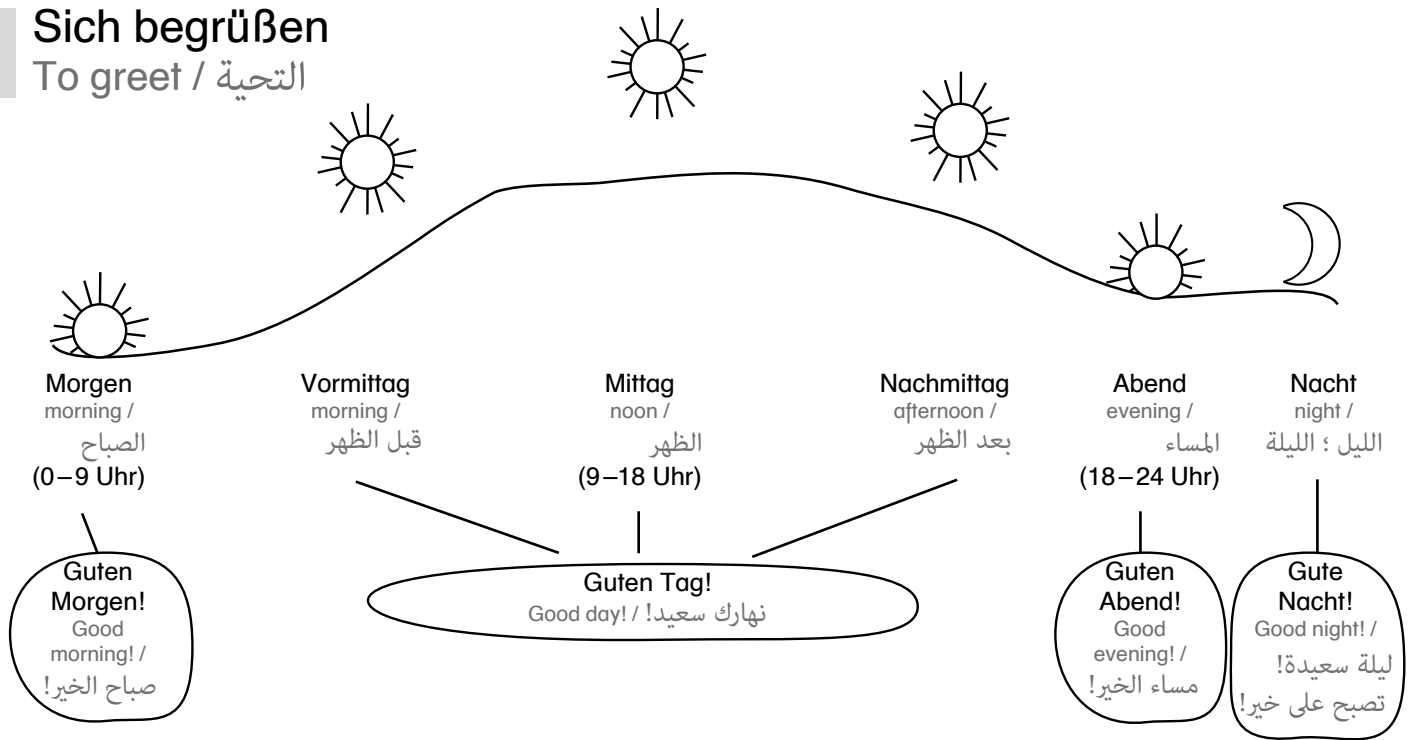 Sich begrüßen
To greet / التحية
Morgen
morning /
الصباح
(0–9 Uhr)
Vormittag
morning /
قبل الظهر
Mittag
noon /
الظهر
(9–18 Uhr)
Nachmittag
afternoon /
بعد الظهر
Abend
evening /
المساء
(18–24 Uhr)
Nacht
night /
الليل ؛ الليلة
Guten
Morgen!
Good
morning! /
صباح الخير!
Guten Tag!
Good day! / نهارك سعيد!
Guten
Abend!
Good
evening! /
مساء الخير!
Gute
Nacht!
Good night! /
ليلة سعيدة!
تصبح على خير!